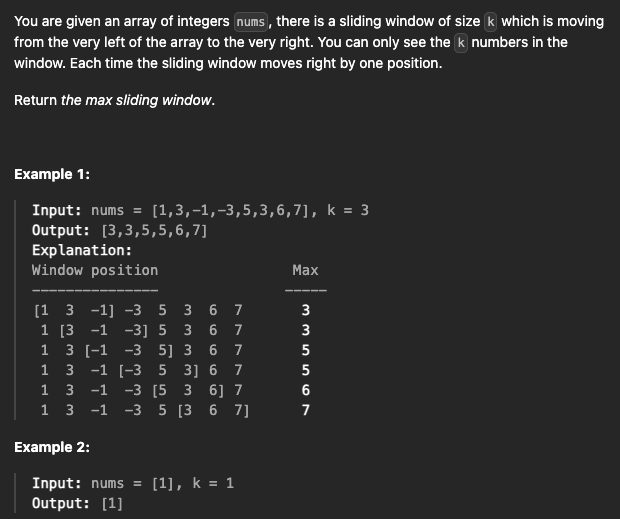 You are given an array of integers nums, there is a sliding window of size k which is moving
from the very left of the array to the very right. You can only see the k numbers in the
window. Each time the sliding window moves right by one position.
Return the max sliding window.
Example 1:
Input: nums = [1,3,-1,-3,5,3,6,7], k = 3
Output: [3,3,5,5,6,7]
Explanation:
Window position                Max
---------------               -----
[1  3  -1] -3  5  3  6  7       3
 1 [3  -1  -3] 5  3  6  7       3
 1  3 [-1  -3  5] 3  6  7       5
 1  3  -1 [-3  5  3] 6  7       5
 1  3  -1  -3 [5  3  6] 7       6
 1  3  -1  -3  5 [3  6  7]      7
Example 2:
Input: nums = [1], k = 1
Output: [1]